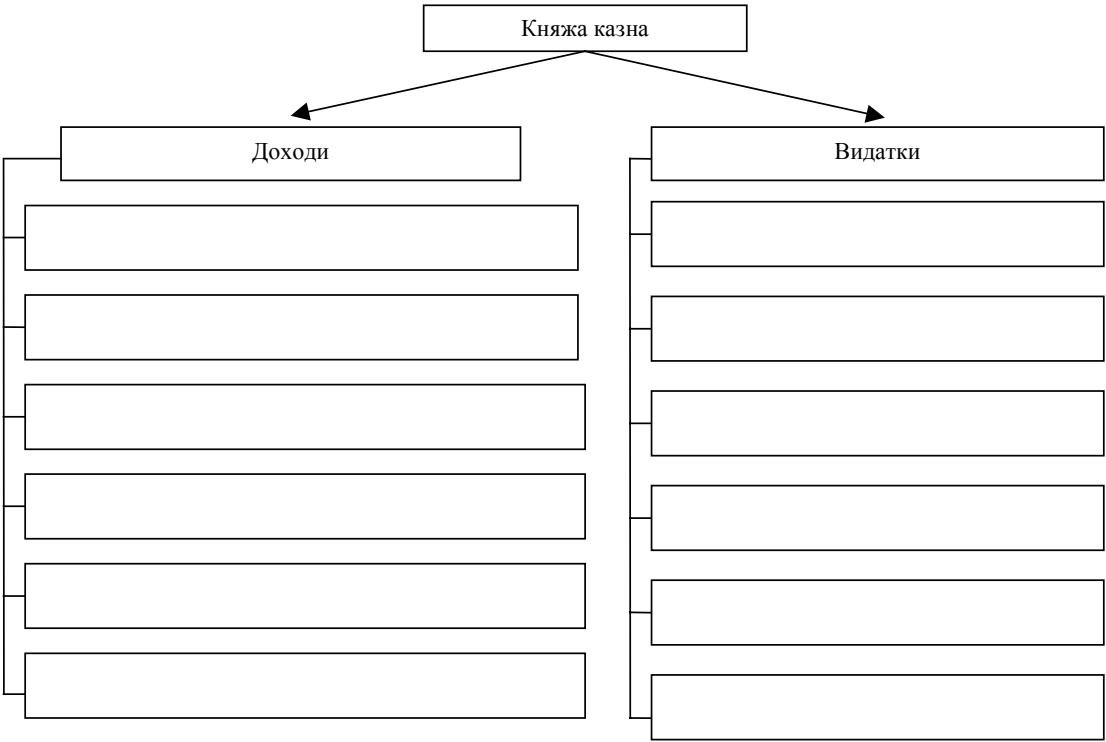 Княжа казна
Доходи
Видатки